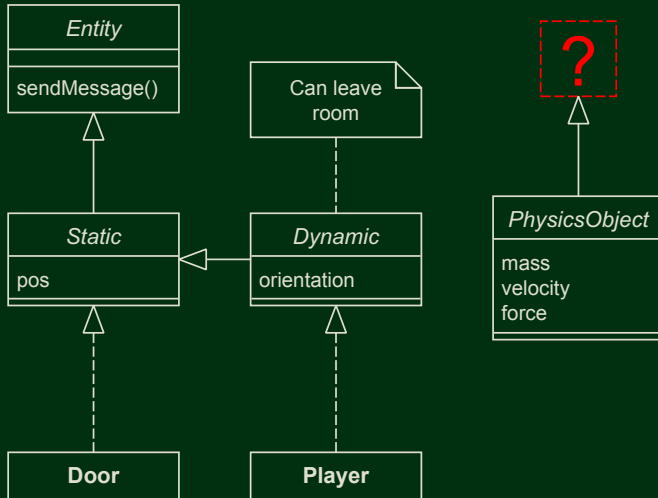 Entity
sendMessage()
Can leave
room
?
Static
pos
Dynamic
orientation
PhysicsObject
mass
velocity
force
Door
Player